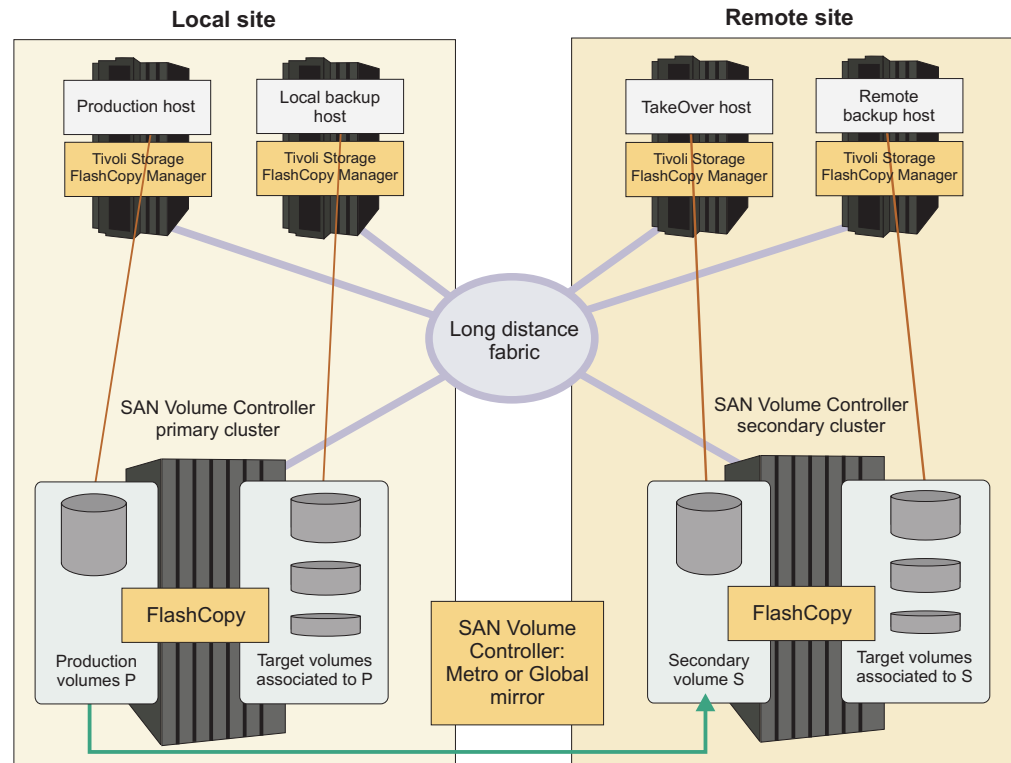 Local site
Remote site
Production host
Local backup
host
TakeOver host
Remote
backup host
Tivoli Storage
FlashCopy Manager
Tivoli Storage
FlashCopy Manager
Tivoli Storage
FlashCopy Manager
Tivoli Storage
FlashCopy Manager
Long distance
fabric
SAN Volume Controller
primary cluster
SAN Volume Controller
secondary cluster
FlashCopy
FlashCopy
Production
volumes P
Target volumes
associated to P
SAN Volume
Controller:
Metro or Global
mirror
Secondary
volume S
Target volumes
associated to S